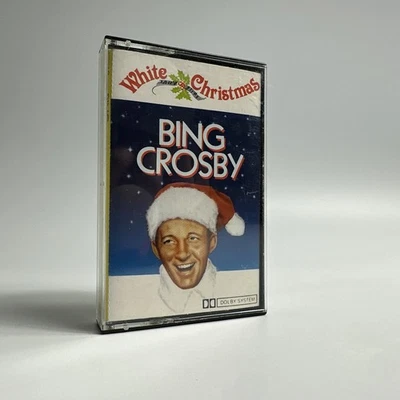 White Christmas
BING
CROSBY
DOLBY SYSTEM